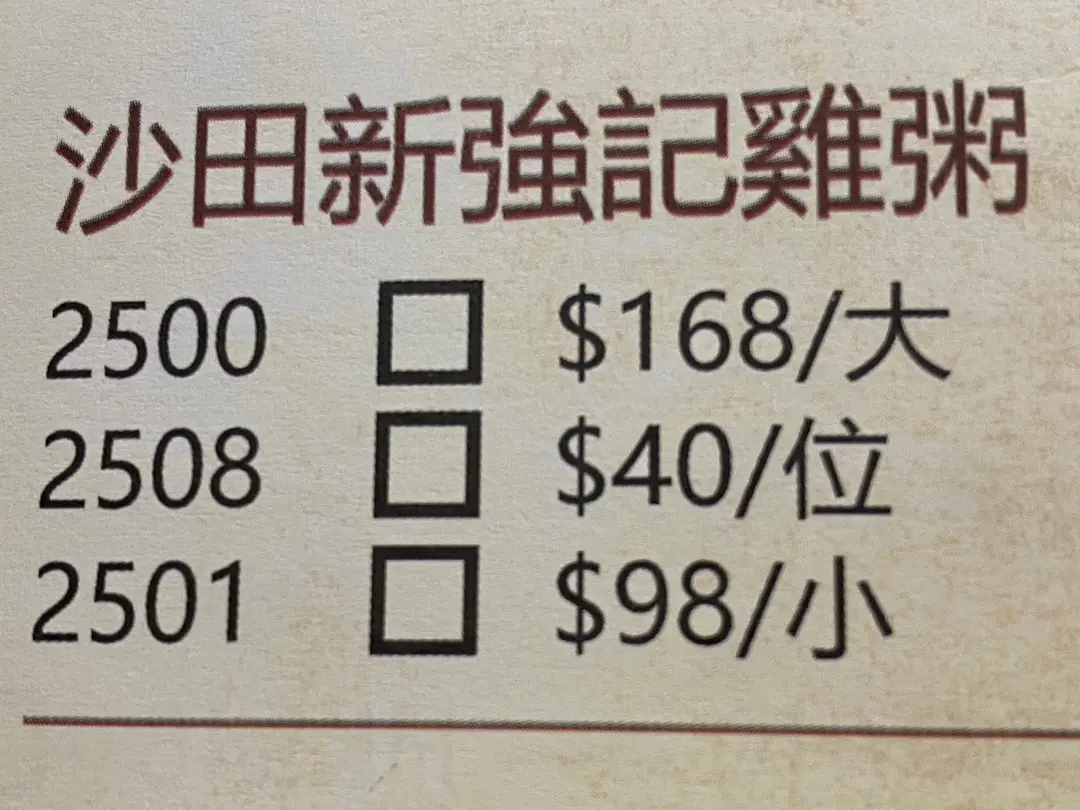 沙田新強記雞粥
2500 □ $168/大
2508 □ $40/位
2501 □ $98/小